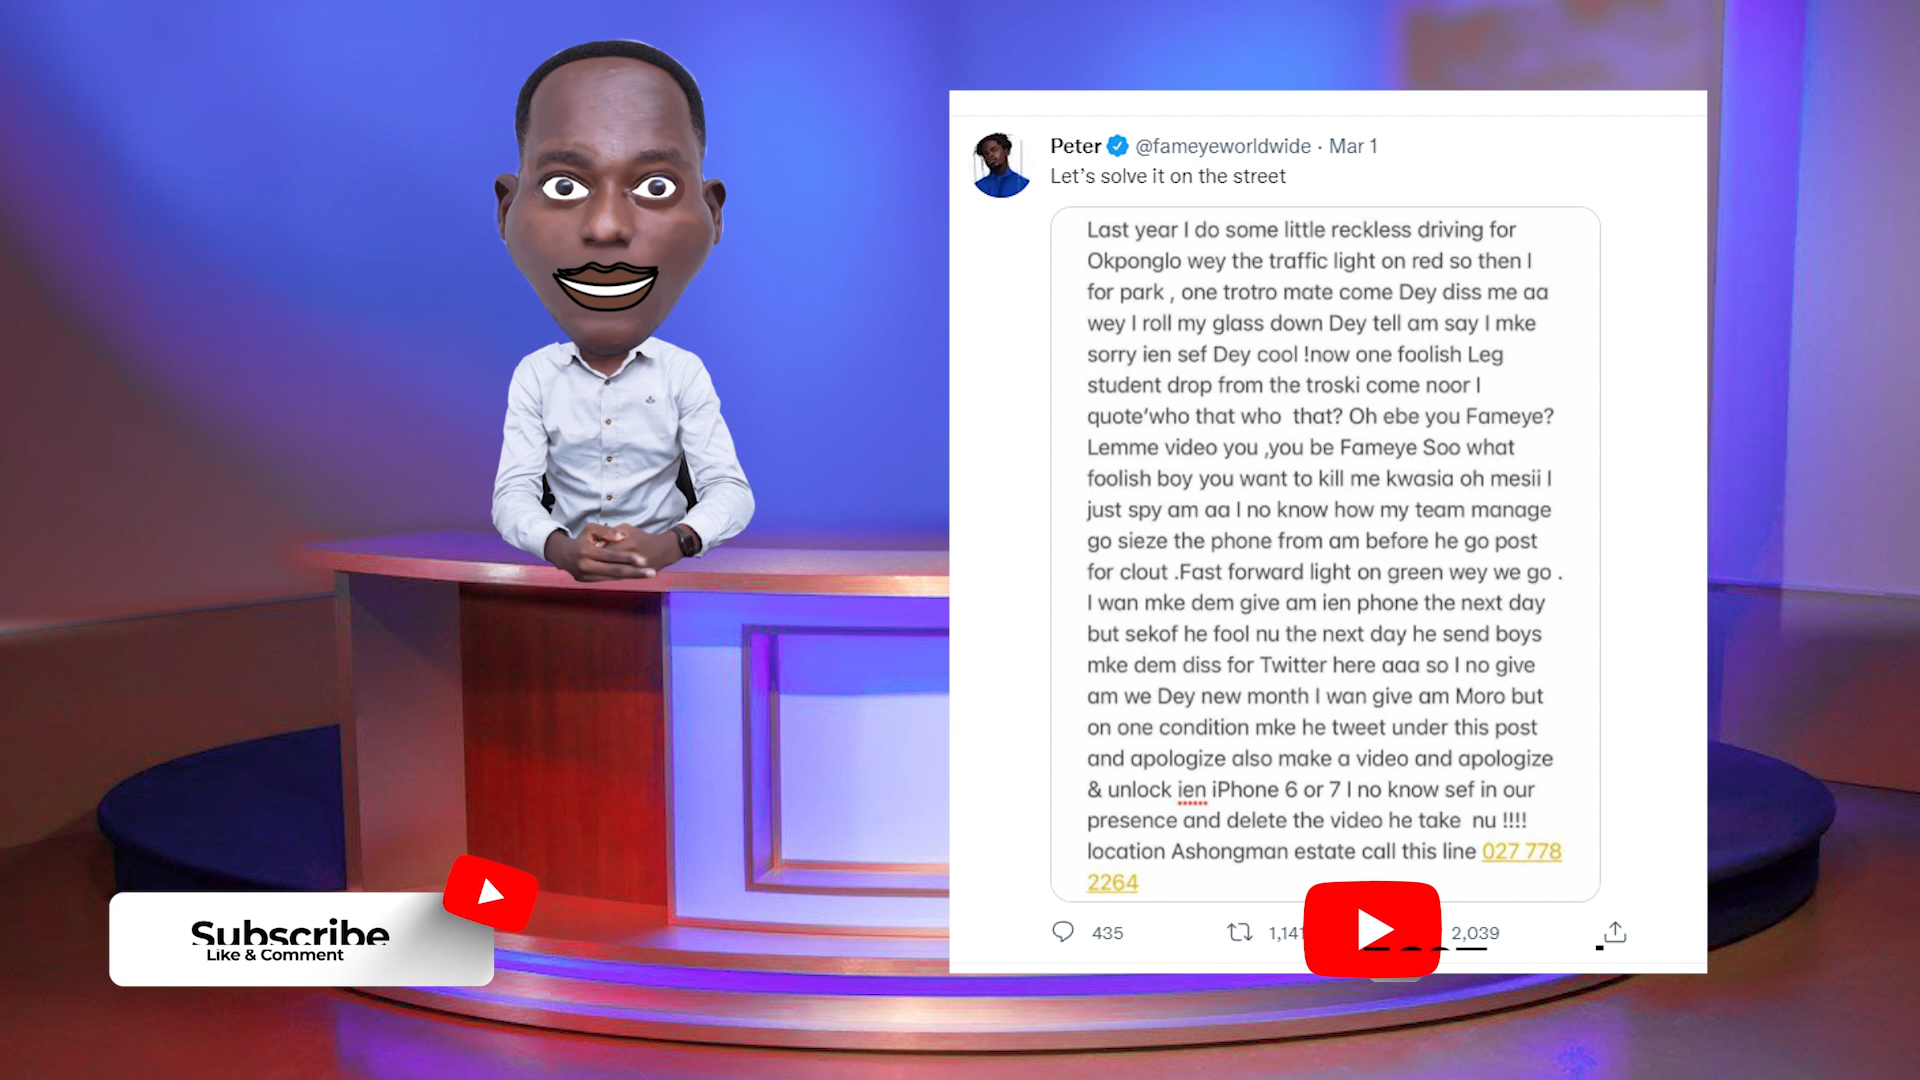 Peter @fameyeworldwide · Mar 1
Let's solve it on the street
Last year I do some little reckless driving for
Okponglo wey the traffic light on red so then I
for park , one trotro mate come Dey diss me aa
wey I roll my glass down Dey tell am say I mke
sorry ien sef Dey cool !now one foolish Leg
student drop from the troski come noor I
quote'who that who  that? Oh ebe you Fameye?
Lemme video you ,you be Fameye Soo what
foolish boy you want to kill me kwasia oh mesii I
just spy am aa I no know how my team manage
go sieze the phone from am before he go post
for clout .Fast forward light on green wey we go .
I wan mke dem give am ien phone the next day
but sekof he fool nu the next day he send boys
mke dem diss for Twitter here aaa so I no give
am we Dey new month I wan give am Moro but
on one condition mke he tweet under this post
and apologize also make a video and apologize
& unlock ien iPhone 6 or 7 I no know sef in our
presence and delete the video he take  nu !!!!
location Ashongman estate call this line 027 778
2264
435 2,039
Subscribe
Like & Comment